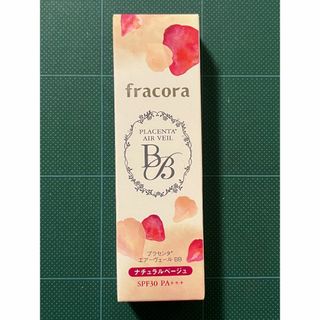 fracora
PLACENTA*
AIR VEIL
BB
プラセンタ*
エアーヴェール BB
ナチュラルベージュ
SPF30 PA+++